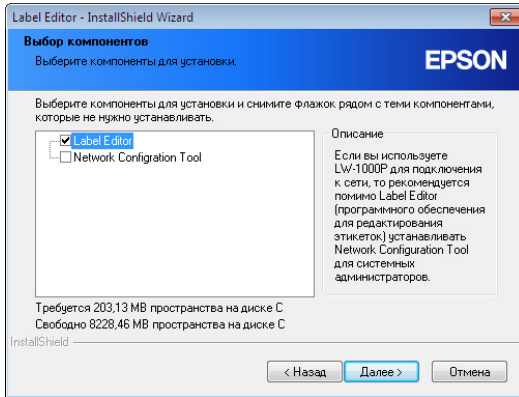 Label Editor - InstallShield Wizard
Выбор компонентов
Выберите компоненты для установки.
EPSON
Выберите компоненты для установки и снимите флажок рядом с теми компонентами,
которые не нужно устанавливать.
Label Editor
Network Configration Tool
Описание
Если вы используете
LW-1000P для подключения
к сети, то рекомендуется
помимо Label Editor
(программного обеспечения
для редактирования
этикеток) устанавливать
Network Configuration Tool
для системных
администраторов.
Требуется 203,13 MB пространства на диске C
Свободно 8228,46 MB пространства на диске C
InstallShield
< Назад
Далее >
Отмена